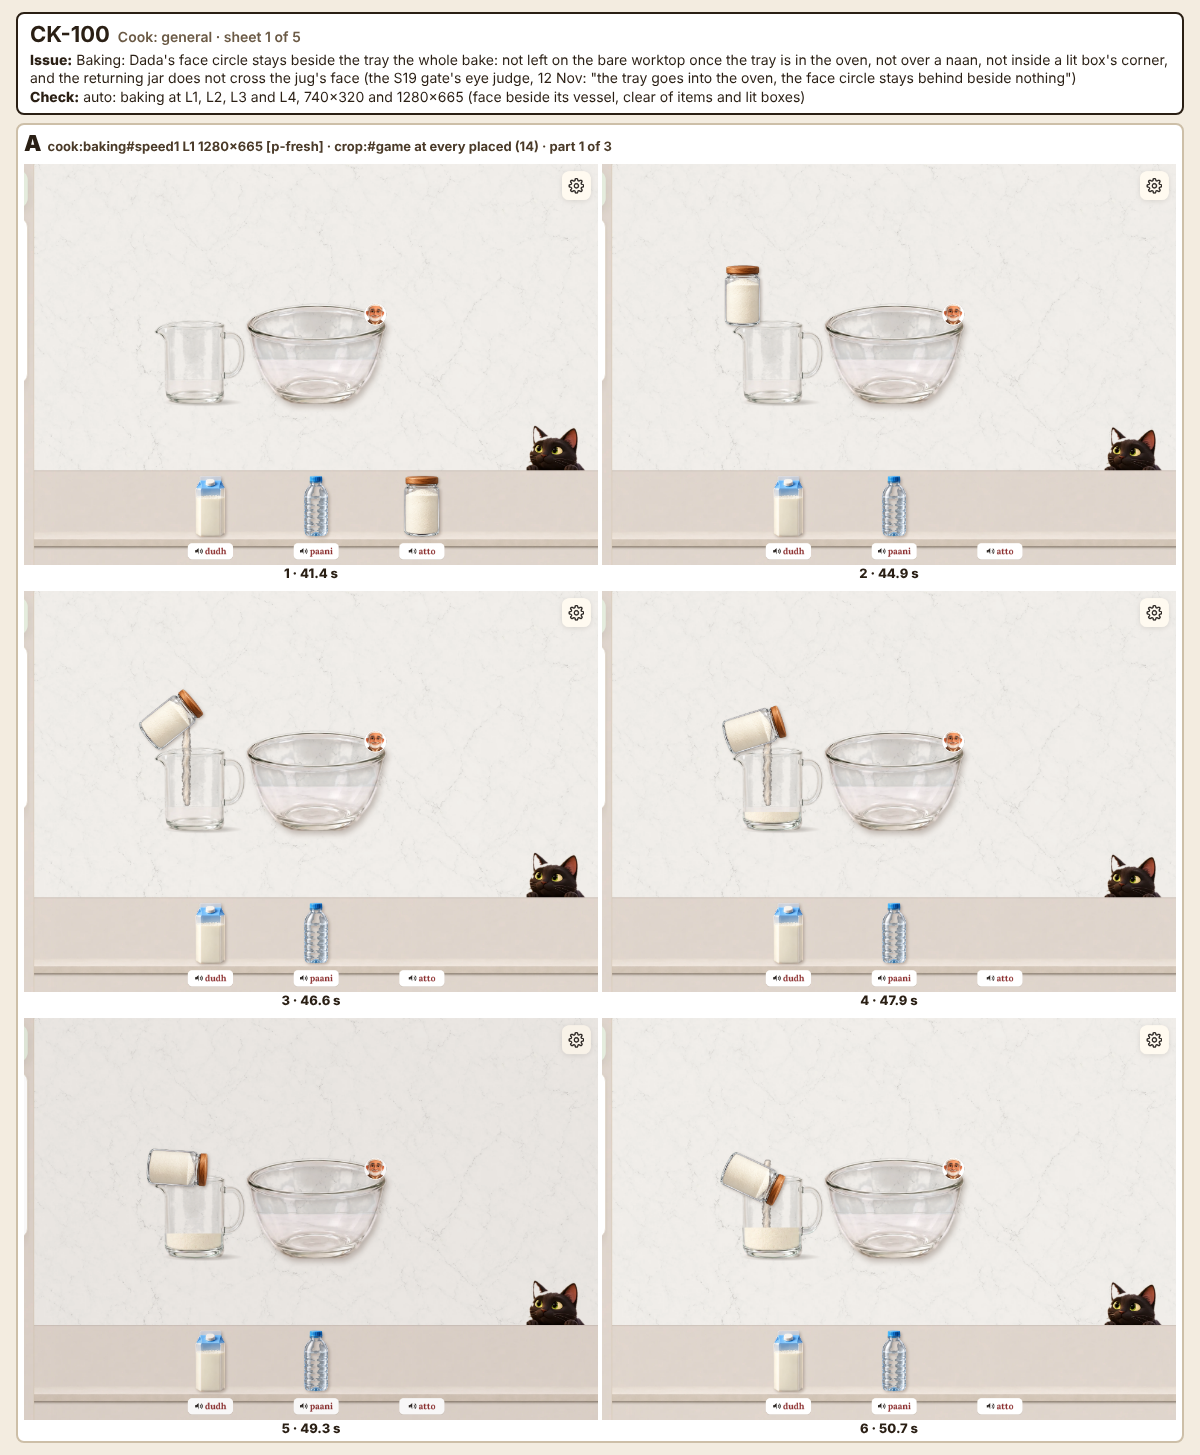 CK-100 Cook: general · sheet 1 of 5
Issue: Baking: Dada's face circle stays beside the tray the whole bake: not left on the bare worktop once the tray is in the oven, not over a naan, not inside a lit box's corner,
and the returning jar does not cross the jug's face (the S19 gate's eye judge, 12 Nov: "the tray goes into the oven, the face circle stays behind beside nothing")
Check: auto: baking at L1, L2, L3 and L4, 740×320 and 1280×665 (face beside its vessel, clear of items and lit boxes)
A cook:baking#speed1 L1 1280×665 [p-fresh] · crop:#game at every placed (14) · part 1 of 3
dudh paani atto
dudh paani atto
1 · 41.4 s
2 · 44.9 s
dudh paani atto
dudh paani atto
3 · 46.6 s
4 · 47.9 s
dudh paani atto
dudh paani atto
5 · 49.3 s
6 · 50.7 s